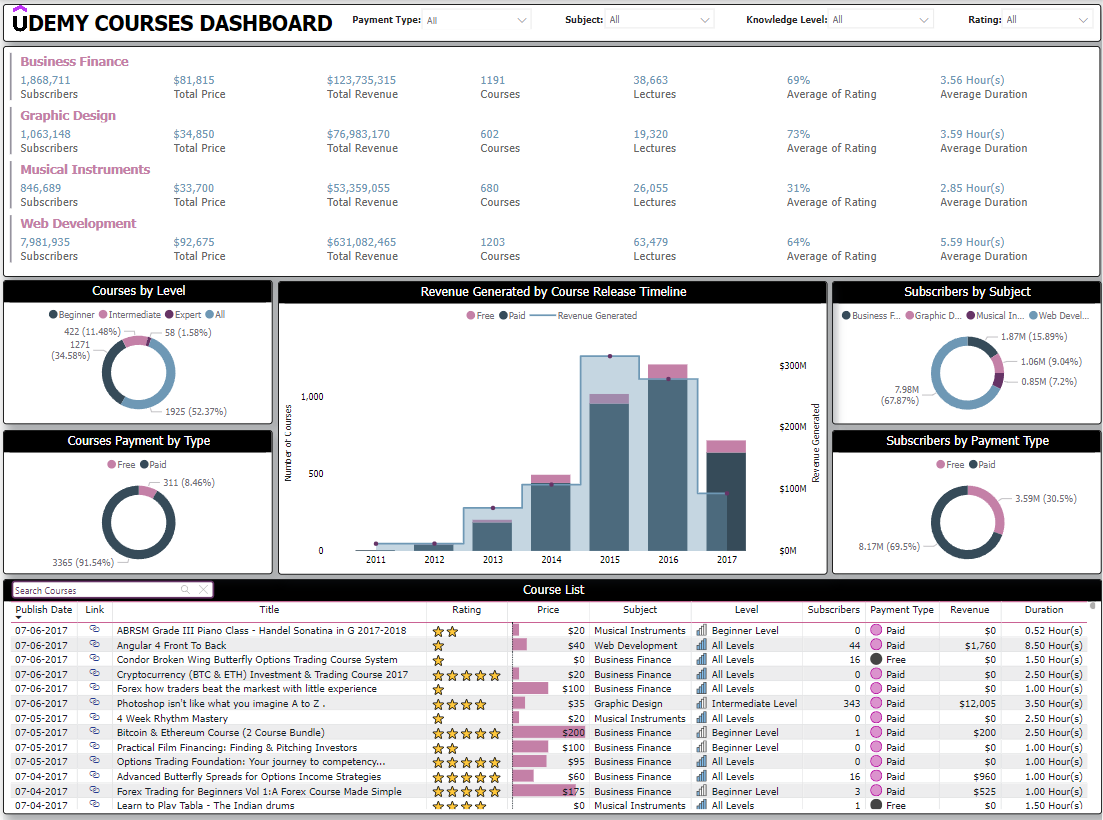 ûDEMY COURSES DASHBOARD
Payment Type: All
Subject: All
Knowledge Level: All
Rating: All
Business Finance
1,868,711 $81,815 $123,735,315 1191 38,663 69% 3.56 Hour(s)
Subscribers Total Price Total Revenue Courses Lectures Average of Rating Average Duration
Graphic Design
1,063,148 $34,850 $76,983,170 602 19,320 73% 3.59 Hour(s)
Subscribers Total Price Total Revenue Courses Lectures Average of Rating Average Duration
Musical Instruments
846,689 $33,700 $53,359,055 680 26,055 31% 2.85 Hour(s)
Subscribers Total Price Total Revenue Courses Lectures Average of Rating Average Duration
Web Development
7,981,935 $92,675 $631,082,465 1203 63,479 64% 5.59 Hour(s)
Subscribers Total Price Total Revenue Courses Lectures Average of Rating Average Duration
Courses by Level
Beginner Intermediate Expert All
422 (11.48%)
58 (1.58%)
1271
(34.58%)
1925 (52.37%)
Courses Payment by Type
Free Paid
311 (8.46%)
3365 (91.54%)
Revenue Generated by Course Release Timeline
Free Paid Revenue Generated
Number of Courses
1,000
500
0
$300M
$200M
$100M
$0M
Revenue Generated
2011 2012 2013 2014 2015 2016 2017
Subscribers by Subject
Business F... Graphic D... Musical In... Web Devel...
1.87M (15.89%)
1.06M (9.04%)
0.85M (7.2%)
7.98M
(67.87%)
Subscribers by Payment Type
Free Paid
3.59M (30.5%)
8.17M (69.5%)
Search Courses
Course List
Publish Date Link Title Rating Price Subject Level Subscribers Payment Type Revenue Duration
07-06-2017 ABRSM Grade III Piano Class - Handel Sonatina in G 2017-2018 $20 Musical Instruments Beginner Level 0 Paid $0 0.52 Hour(s)
07-06-2017 Angular 4 Front To Back $40 Web Development All Levels 44 Paid $1,760 8.50 Hour(s)
07-06-2017 Condor Broken Wing Butterfly Options Trading Course System $0 Business Finance All Levels 16 Free $0 1.50 Hour(s)
07-06-2017 Cryptocurrency (BTC & ETH) Investment & Trading Course 2017 $20 Business Finance All Levels 0 Paid $0 2.50 Hour(s)
07-06-2017 Forex how traders beat the markest with little experience $100 Business Finance All Levels 0 Paid $0 1.00 Hour(s)
07-06-2017 Photoshop isn't like what you imagine A to Z . $35 Graphic Design Intermediate Level 343 Paid $12,005 3.50 Hour(s)
07-05-2017 4 Week Rhythm Mastery $20 Musical Instruments All Levels 0 Paid $0 2.50 Hour(s)
07-05-2017 Bitcoin & Ethereum Course (2 Course Bundle) $200 Business Finance Beginner Level 1 Paid $200 2.50 Hour(s)
07-05-2017 Practical Film Financing: Finding & Pitching Investors $100 Business Finance Beginner Level 0 Paid $0 1.00 Hour(s)
07-05-2017 Options Trading Foundation: Your journey to competency... $95 Business Finance All Levels 0 Paid $0 1.00 Hour(s)
07-04-2017 Advanced Butterfly Spreads for Options Income Strategies $60 Business Finance All Levels 16 Paid $960 1.00 Hour(s)
07-04-2017 Forex Trading for Beginners Vol 1:A Forex Course Made Simple $175 Business Finance Beginner Level 3 Paid $525 1.00 Hour(s)
07-04-2017 Learn to Play Tabla - The Indian drums $0 Musical Instruments All Levels 1 Free $0 1.50 Hour(s)